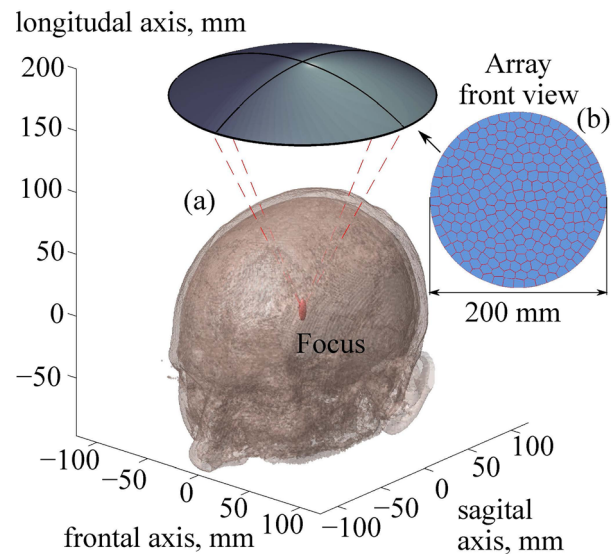 longitudal axis, mm
200
150
100
50
0
−50
Array
front view
(b)
(a)
200 mm
Focus
−100
−50
0
50
100
frontal axis, mm
−100
−50
0
50
100
sagital
axis, mm